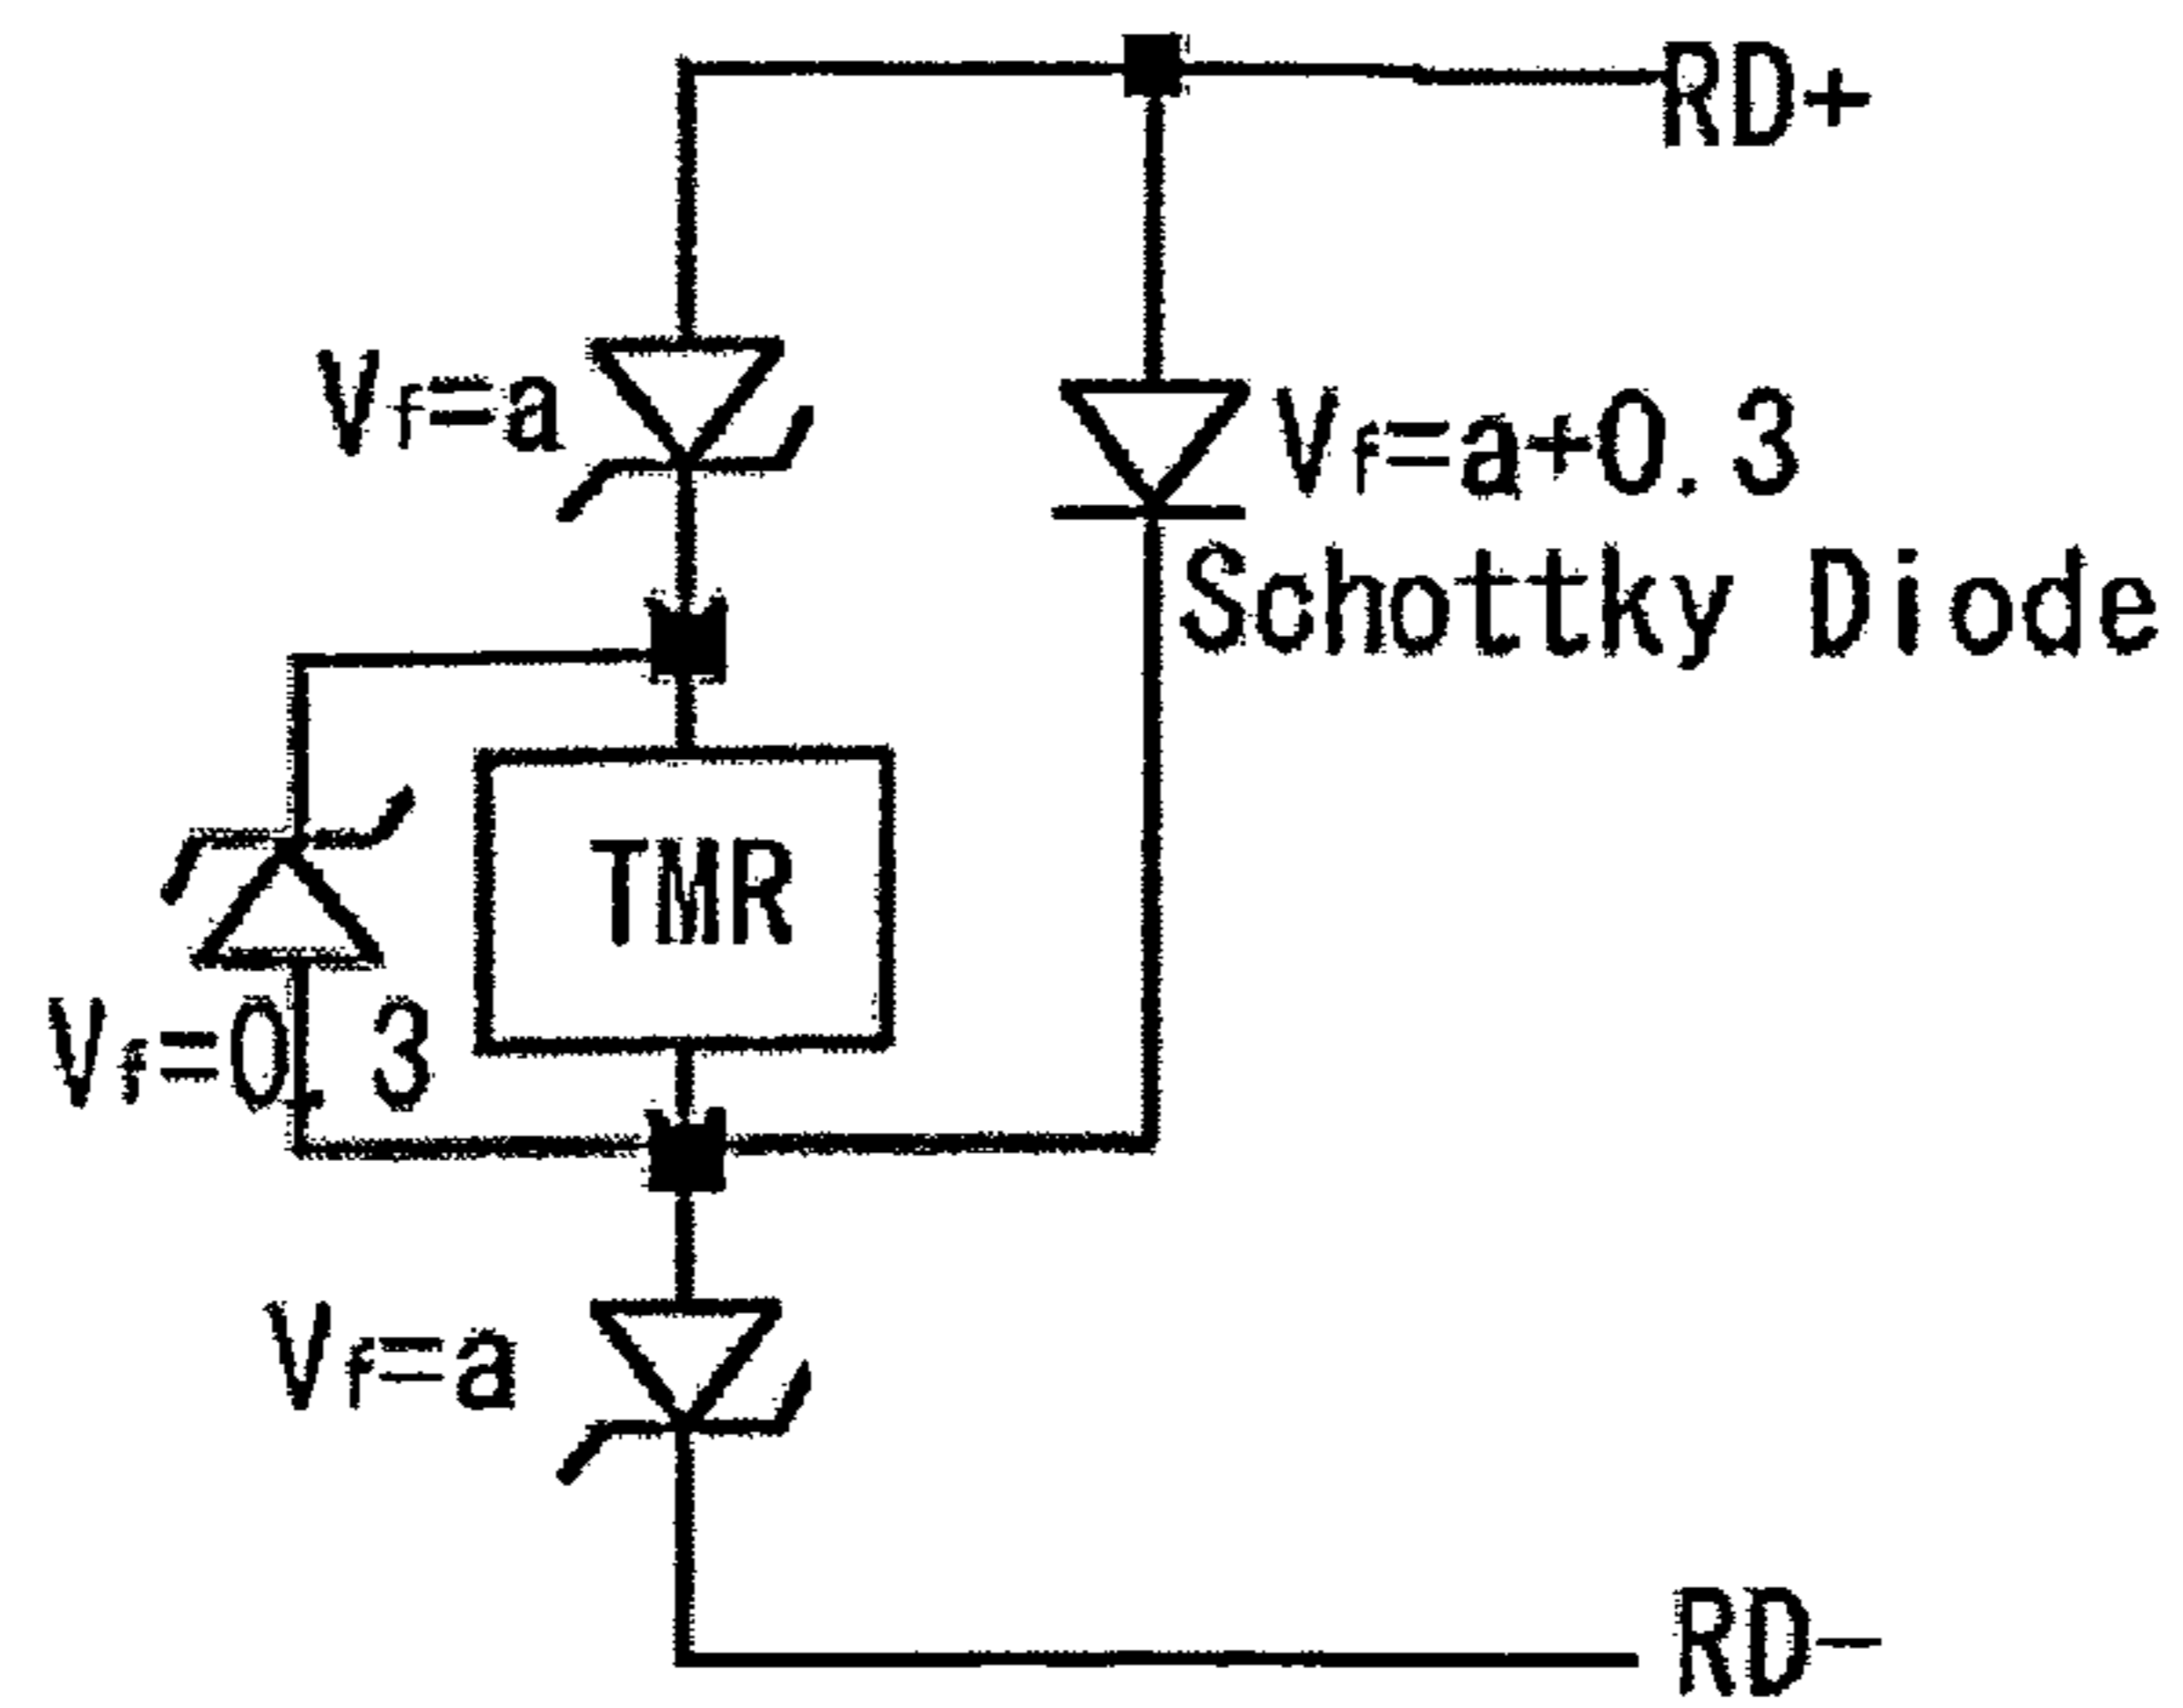 RD+
Vf=a
Vf=a+0.3
Schottky Diode
TMR
Vf=0.3
Vf=a
RD-